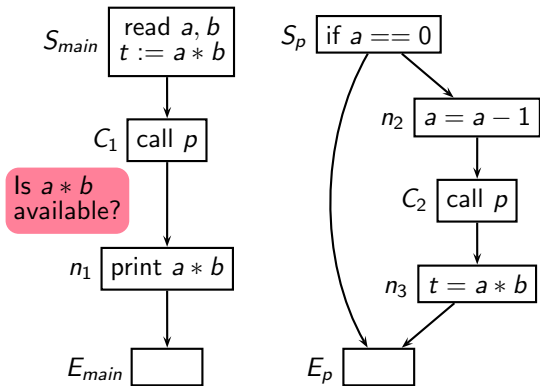 S_main
read a, b
t := a * b
C_1 call p
Is a * b
available?
n_1 print a * b
E_main
S_p if a == 0
n_2 a = a − 1
C_2 call p
n_3 t = a * b
E_p